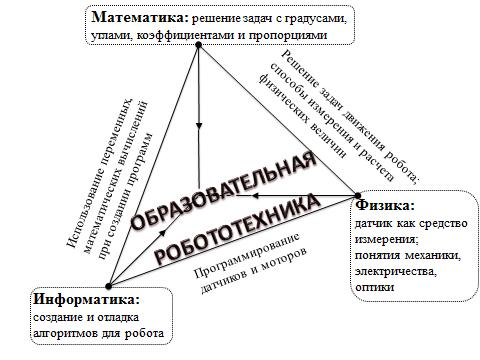 Математика: решение задач с градусами,
углами, коэффициентами и пропорциями
Решение задач движения робота;
способы измерения и расчета
физических величин
Использование переменных,
математических вычислений
при создании программ
ОБРАЗОВАТЕЛЬНАЯ
РОБОТОТЕХНИКА
Физика:
датчик как средство
измерения;
понятия механики,
электричества,
оптики
Программирование
датчиков и моторов
Информатика:
создание и отладка
алгоритмов для робота